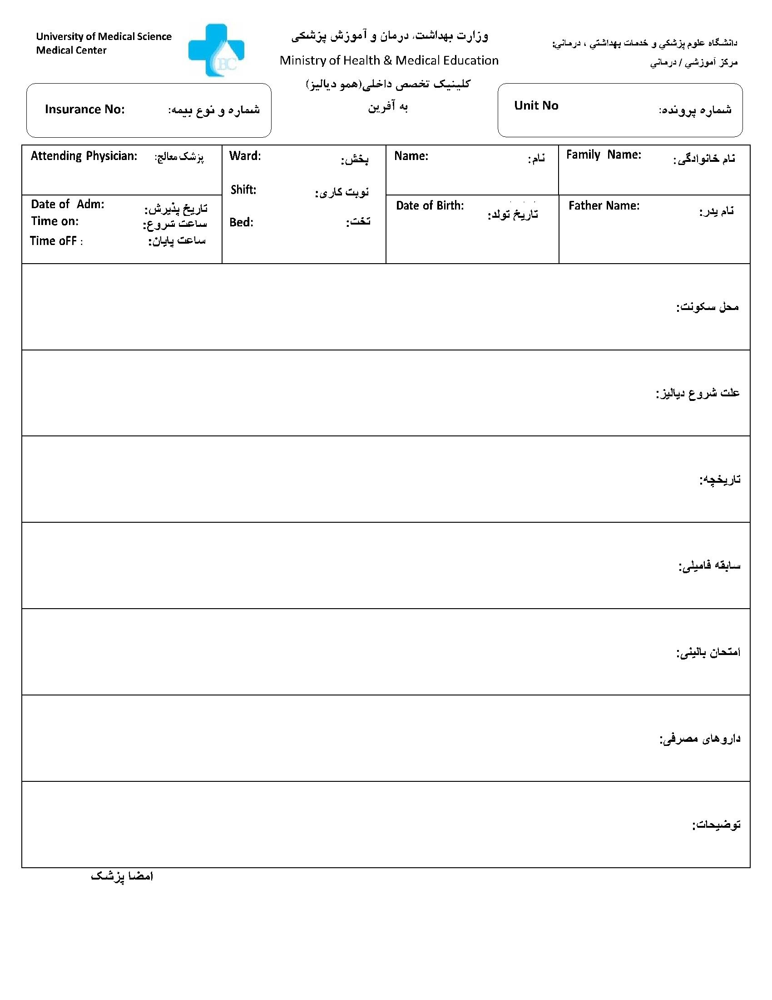 University of Medical Science
Medical Center
BC
وزارت بهداشت، درمان و آموزش پزشکی
Ministry of Health & Medical Education
کلینیک تخصص داخلی(همو دیالیز)
به آفرین
دانشگاه علوم پزشكي و خدمات بهداشتي ، درماني:
مركز آموزشي / درماني
Insurance No: شماره و نوع بیمه:
Unit No شماره پرونده:
Attending Physician: پزشک معالج:
Ward: بخش:
Name: نام:
Family Name: نام خانوادگی:
Shift: نوبت کاری:
Date of Adm: تاریخ پذیرش:
Time on: ساعت شروع:
Time oFF : ساعت پایان:
Bed: تخت:
Date of Birth: تاریخ تولد:
Father Name: نام پدر:
محل سکونت:
علت شروع دیالیز:
تاریخچه:
سابقه فامیلی:
امتحان بالینی:
داروهای مصرفی:
توضیحات:
امضا پزشک